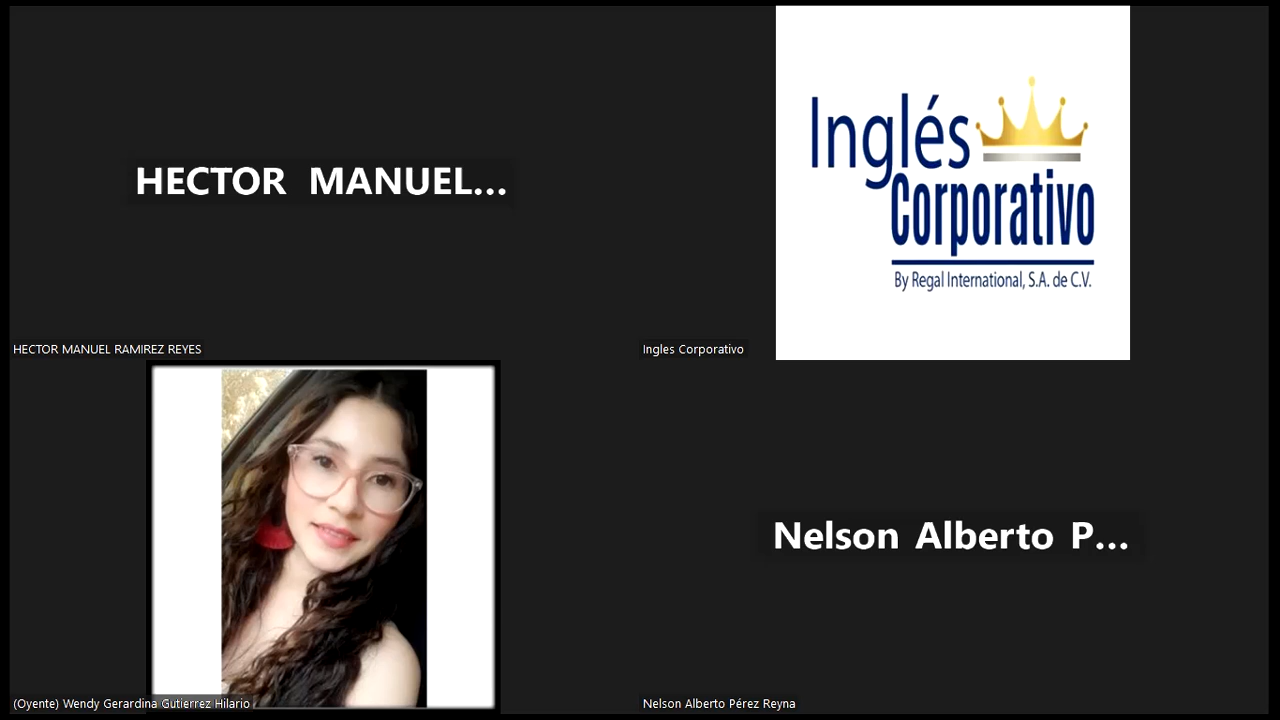 HECTOR MANUEL...
HECTOR MANUEL RAMIREZ REYES
Inglés
Corporativo
By Regal International, S.A. de C.V.
Ingles Corporativo
(Oyente) Wendy Gerardina Gutierrez Hilario
Nelson Alberto P...
Nelson Alberto Pérez Reyna